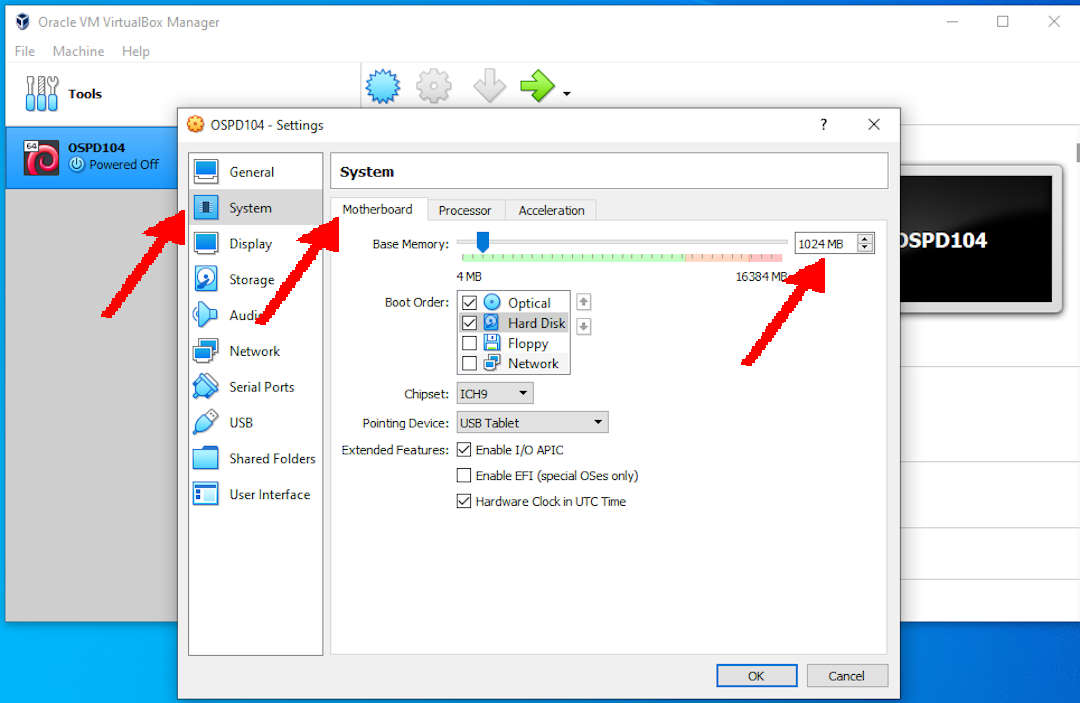 Oracle VM VirtualBox Manager
File Machine Help
Tools
64
OSPD104
Powered Off
OSPD104 - Settings
?
General
System
Display
Storage
Network
Serial Ports
USB
Shared Folders
User Interface
System
Motherboard Processor Acceleration
Base Memory:
1024 MB
4 MB
16384 MB
Boot Order:
Optical
Hard Disk
Floppy
Network
Chipset:
ICH9
Pointing Device:
USB Tablet
Extended Features:
Enable I/O APIC
Enable EFI (special OSes only)
Hardware Clock in UTC Time
OK
Cancel
OSPD104